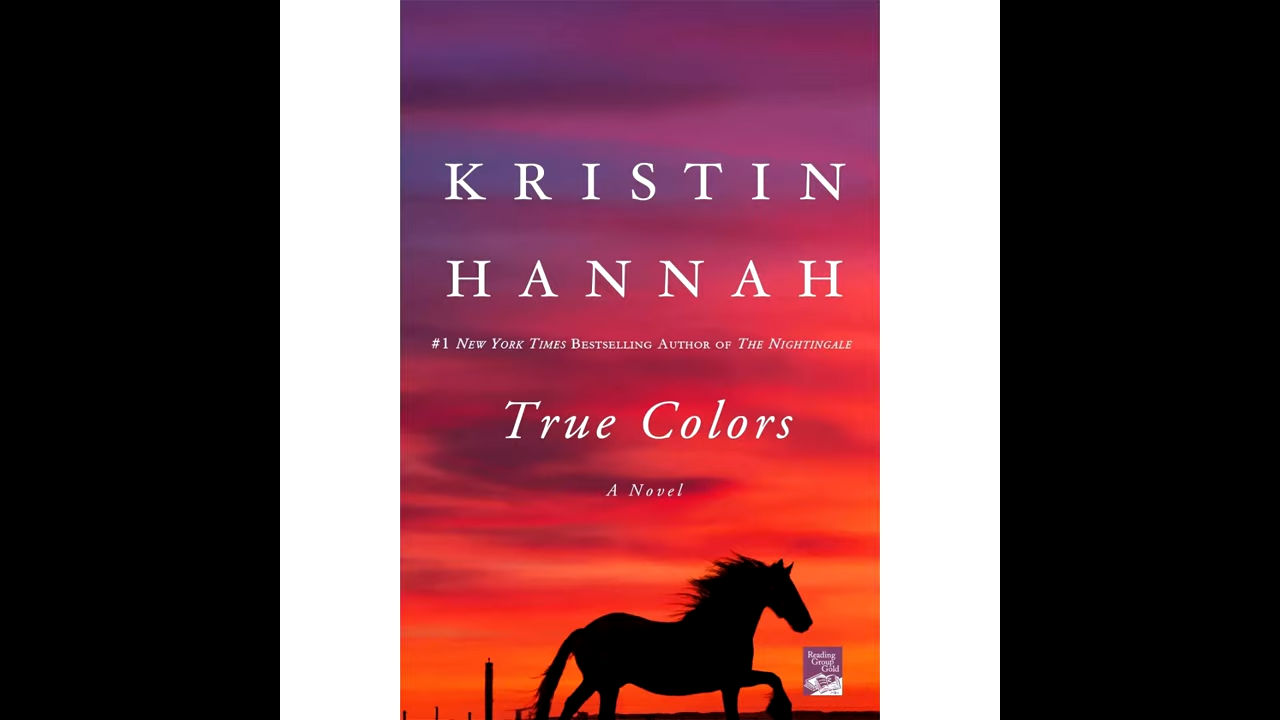 KRISTIN
HANNAH
#1 NEW YORK TIMES BESTSELLING AUTHOR OF THE NIGHTINGALE
True Colors
A Novel
Reading
Group
Gold